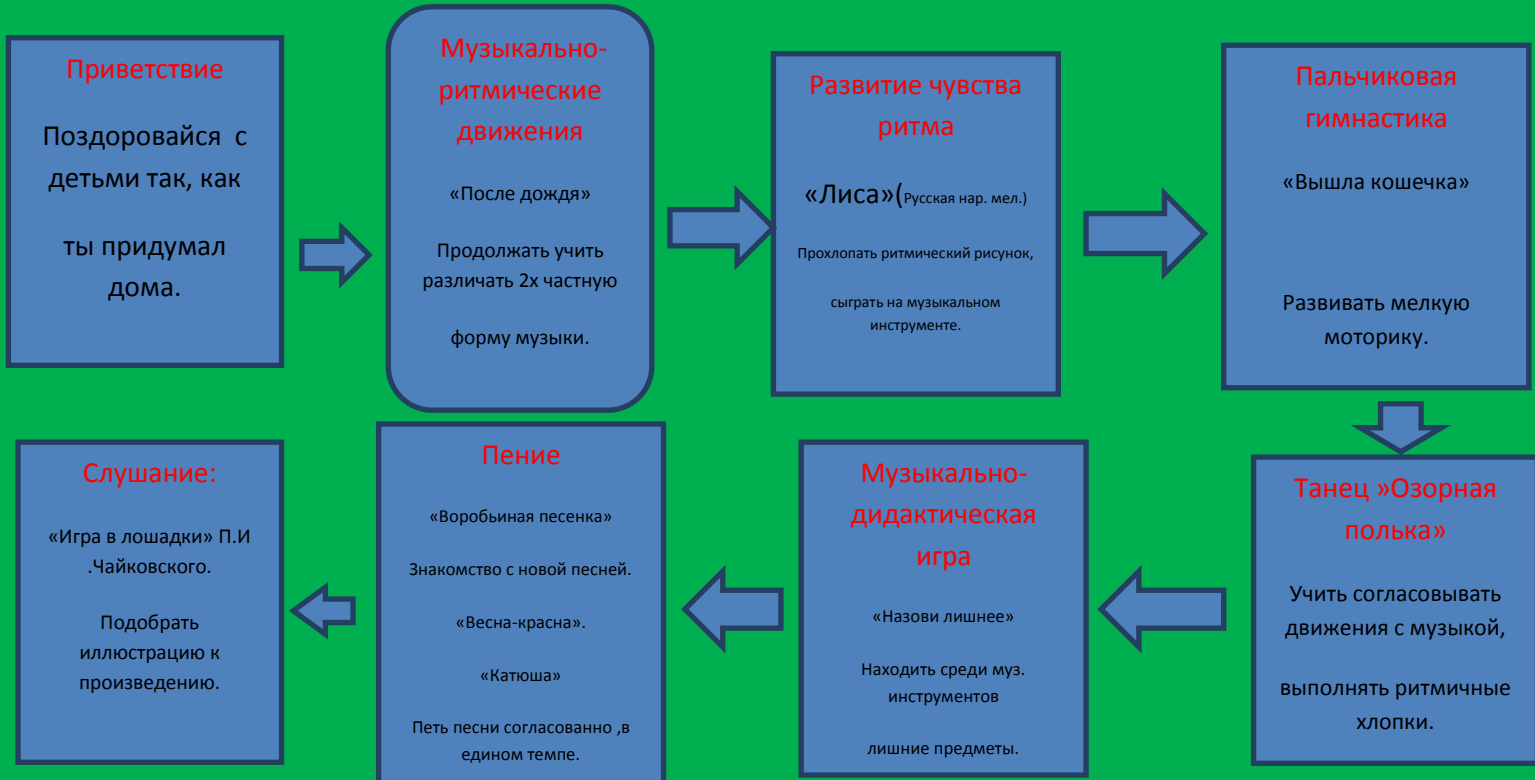 Приветствие
Поздоровайся с
детьми так, как
ты придумал
дома.
Музыкально-
ритмические
движения
«После дождя»
Продолжать учить
различать 2х частную
форму музыки.
Развитие чувства
ритма
«Лиса»(Русская нар. мел.)
Прохлопать ритмический рисунок,
сыграть на музыкальном
инструменте.
Пальчиковая
гимнастика
«Вышла кошечка»
Развивать мелкую
моторику.
Танец »Озорная
полька»
Учить согласовывать
движения с музыкой,
выполнять ритмичные
хлопки.
Музыкально-
дидактическая
игра
«Назови лишнее»
Находить среди муз.
инструментов
лишние предметы.
Пение
«Воробьиная песенка»
Знакомство с новой песней.
«Весна-красна».
«Катюша»
Петь песни согласованно ,в
едином темпе.
Слушание:
«Игра в лошадки» П.И
.Чайковского.
Подобрать
иллюстрацию к
произведению.